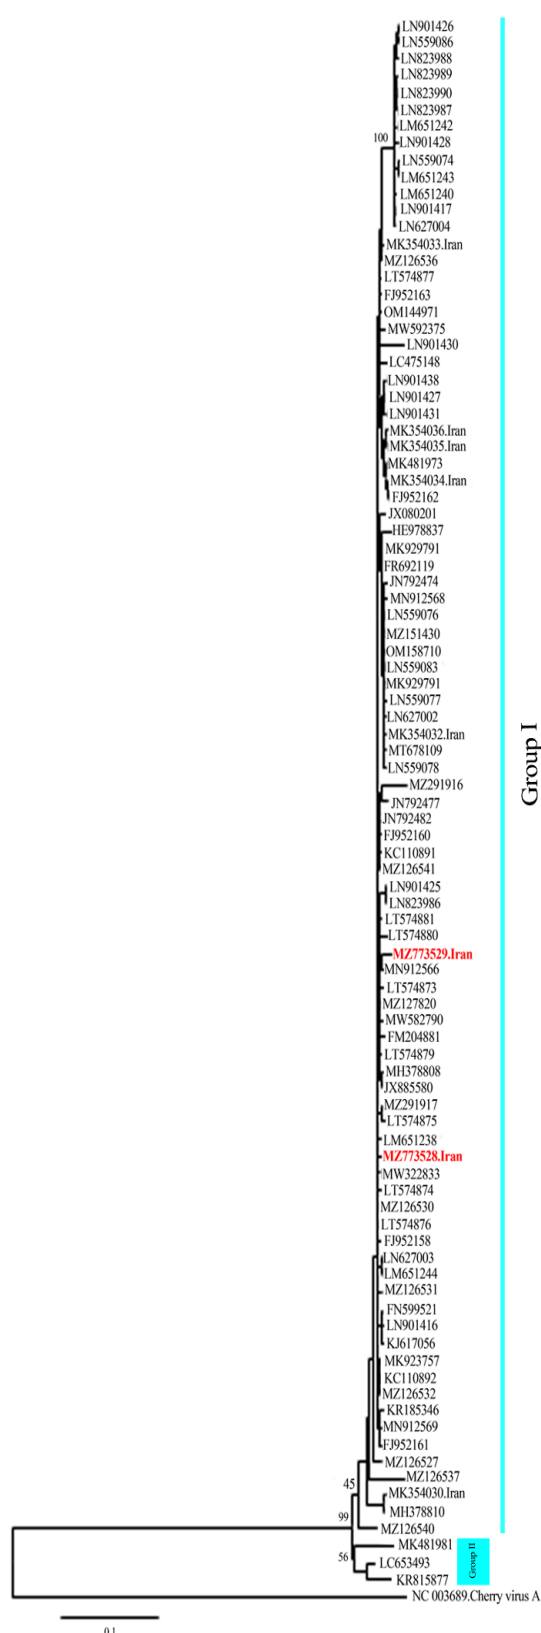 LN901426
LN559086
LN823988
LN823989
LN823990
LN823987
LM651242
100
LN901428
LN559074
LM651243
LM651240
LN901417
LN627004
MK354033.Iran
MZ126536
LT574877
FJ952163
OM144971
MW592375
LN901430
LC475148
LN901438
LN901427
LN901431
MK354036.Iran
MK354035.Iran
MK481973
MK354034.Iran
FJ952162
JX080201
HE978837
MK929791
FR692119
JN792474
MN912568
LN559076
MZ151430
OM158710
LN559083
MK929791
LN559077
LN627002
MK354032.Iran
MT678109
LN559078
Group I
MZ291916
JN792477
JN792482
FJ952160
KC110891
MZ126541
LN901425
LN823986
LT574881
LT574880
MZ773529.Iran
MN912566
LT574873
MZ127820
MW582790
FM204881
LT574879
MH378808
JX885580
MZ291917
LT574875
LM651238
MZ773528.Iran
MW322833
LT574874
MZ126530
LT574876
FJ952158
LN627003
LM651244
MZ126531
FN599521
LN901416
KJ617056
MK923757
KC110892
MZ126532
KR185346
MN912569
FJ952161
MZ126527
MZ126537
45
MK354030.Iran
MH378810
99
MZ126540
MK481981
56
LC653493
Group II
KR815877
NC 003689.Cherry virus A
0.1